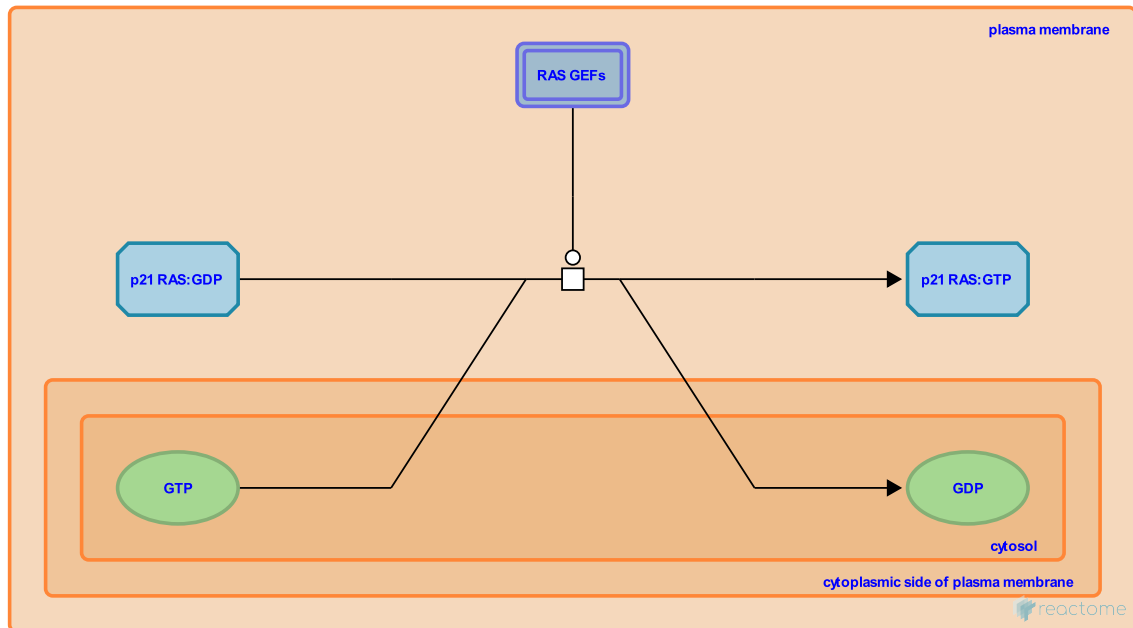 plasma membrane
RAS GEFs
p21 RAS:GDP
p21 RAS:GTP
GTP
GDP
cytosol
cytoplasmic side of plasma membrane
reactome